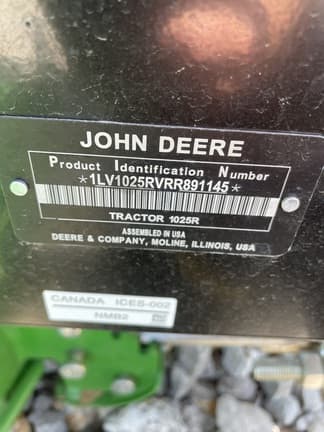 JOHN DEERE
Product Identification Number
*1LV1025RVRR891145*
TRACTOR 1025R
ASSEMBLED IN USA
DEERE & COMPANY, MOLINE, ILLINOIS, USA
CANADA ICES-002
NMB2